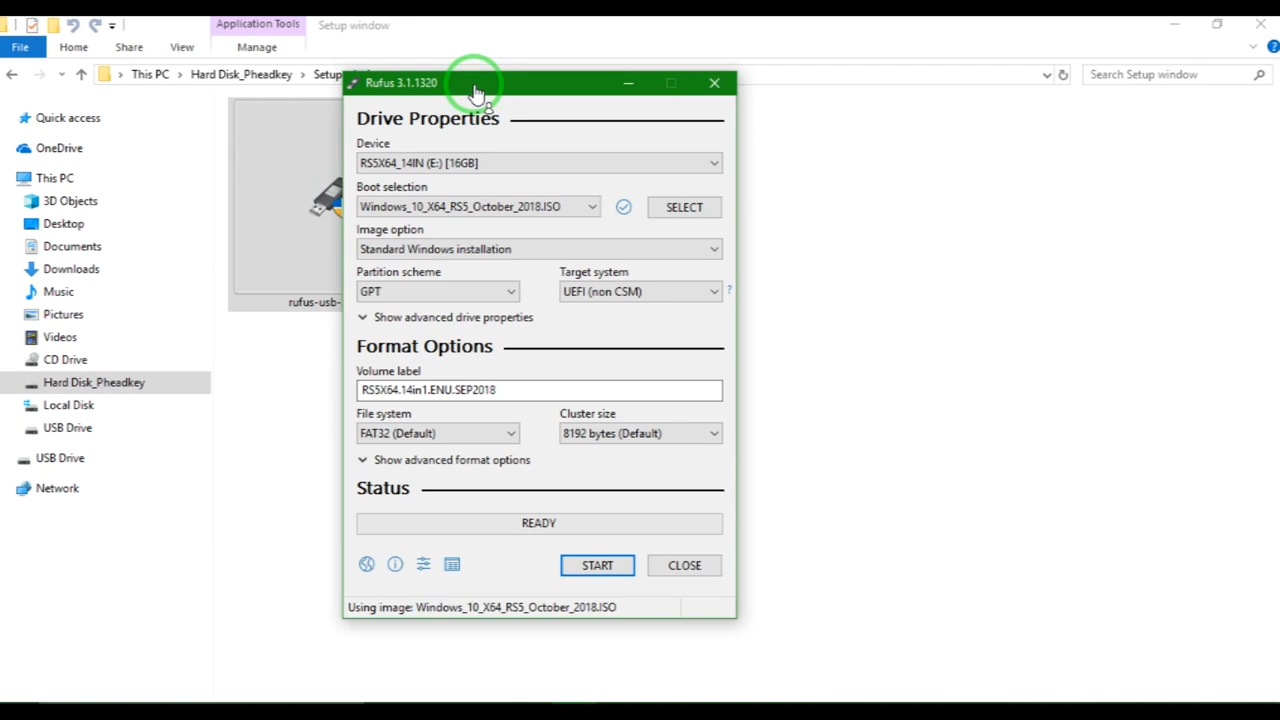 Application Tools
Setup window
File
Home
Share
View
Manage
This PC
Hard Disk_Pheadkey
Search Setup window
Quick access
OneDrive
This PC
3D Objects
Desktop
Documents
Downloads
Music
Pictures
Videos
CD Drive
Hard Disk_Pheadkey
Local Disk
USB Drive
USB Drive
Network
rufus-usb-
Rufus 3.1.1320
Drive Properties
Device
RS5X64_14IN (E:) [16GB]
Boot selection
Windows_10_X64_RS5_October_2018.ISO
SELECT
Image option
Standard Windows installation
Partition scheme
Target system
GPT
UEFI (non CSM)
?
Show advanced drive properties
Format Options
Volume label
RS5X64.14in1.ENU.SEP2018
File system
Cluster size
FAT32 (Default)
8192 bytes (Default)
Show advanced format options
Status
READY
START
CLOSE
Using image: Windows_10_X64_RS5_October_2018.ISO